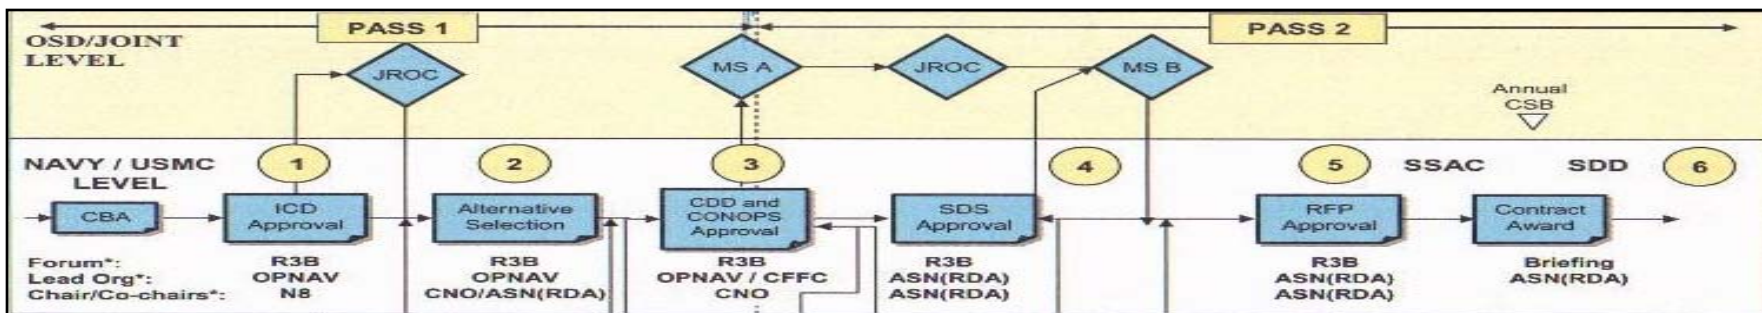 PASS 1
PASS 2
OSD/JOINT
LEVEL
JROC
MS A
JROC
MS B
Annual
CSB
NAVY / USMC
LEVEL
1
2
3
4
5
SSAC
SDD
6
CBA
ICD
Approval
Alternative
Selection
CDD and
CONOPS
Approval
SDS
Approval
RFP
Approval
Contract
Award
Forum*:
Lead Org*:
Chair/Co-chairs*:
R3B
OPNAV
N8
R3B
OPNAV
CNO/ASN(RDA)
R3B
OPNAV / CFFC
CNO
R3B
ASN(RDA)
ASN(RDA)
R3B
ASN(RDA)
ASN(RDA)
Briefing
ASN(RDA)